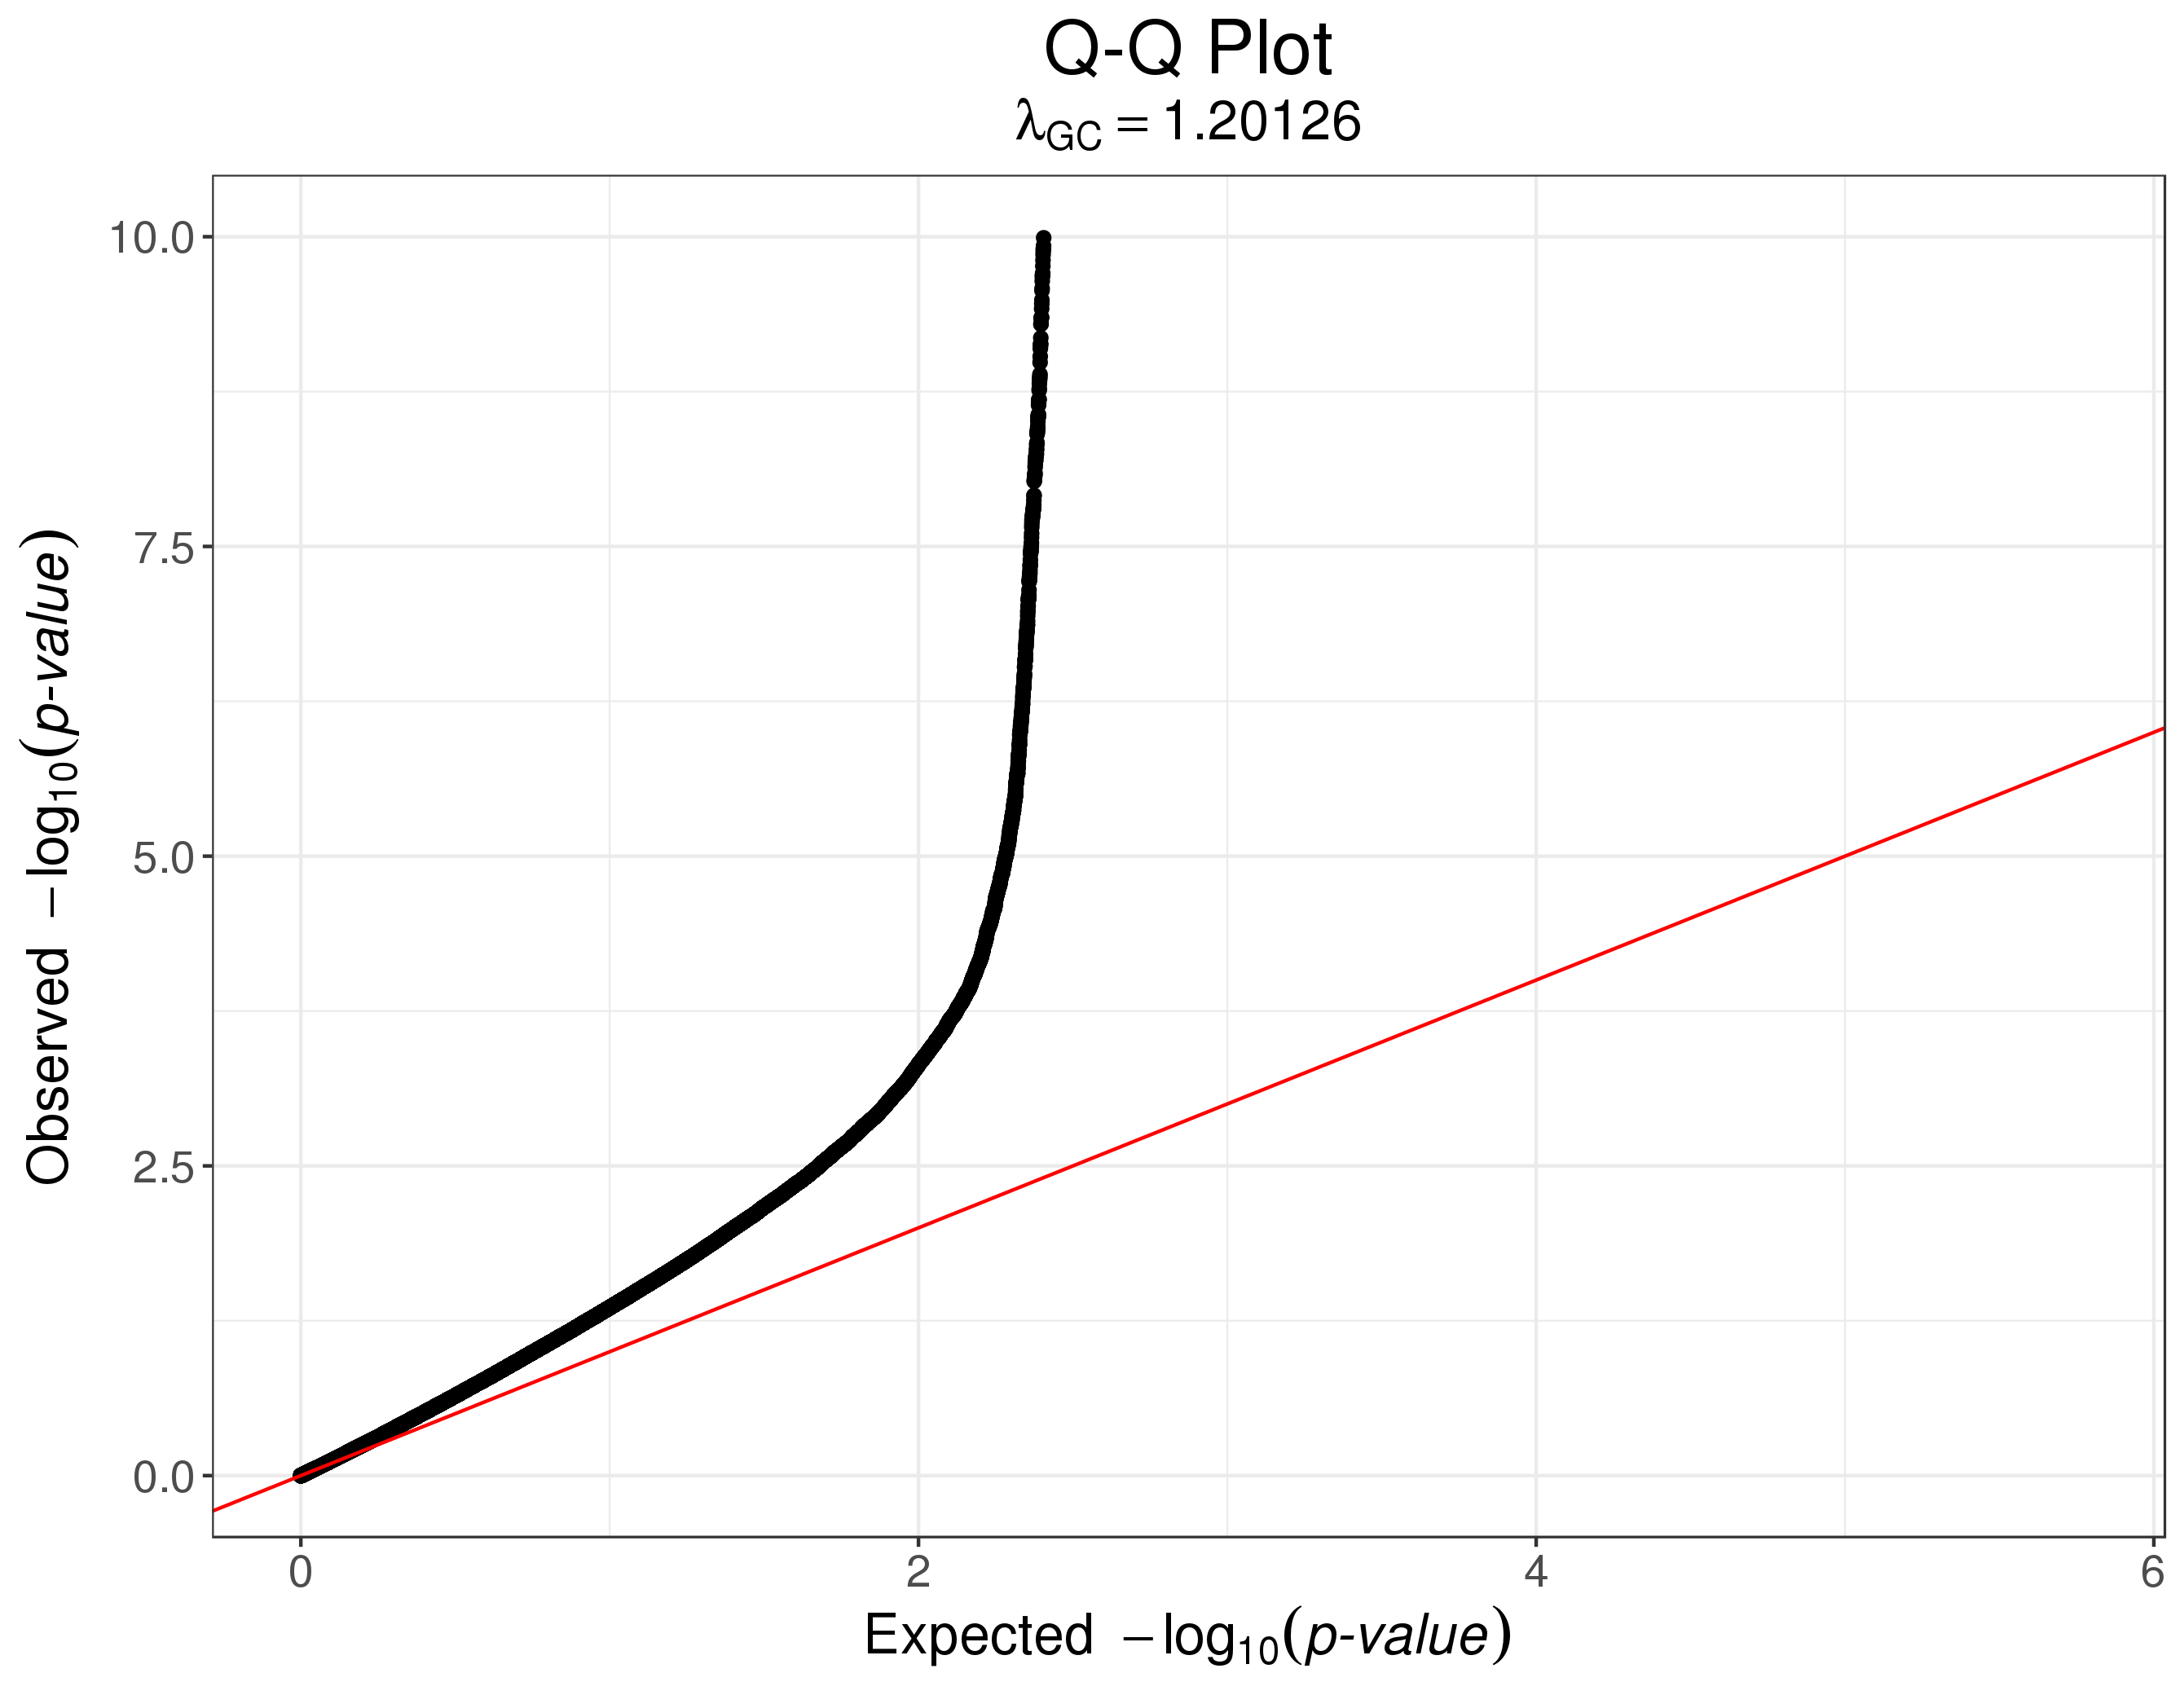 Q-Q Plot
λGC = 1.20126
10.0
7.5
5.0
2.5
0.0
Observed −log10(p-value)
0 2 4 6
Expected −log10(p-value)